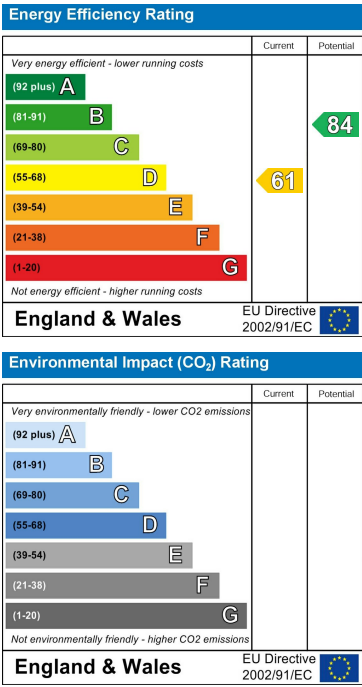 Energy Efficiency Rating
Current Potential
Very energy efficient - lower running costs
(92 plus) A
(81-91) B
84
(69-80) C
(55-68) D
61
(39-54) E
(21-38) F
(1-20) G
Not energy efficient - higher running costs
England & Wales
EU Directive
2002/91/EC
Environmental Impact (CO₂) Rating
Current Potential
Very environmentally friendly - lower CO2 emissions
(92 plus) A
(81-91) B
(69-80) C
(55-68) D
(39-54) E
(21-38) F
(1-20) G
Not environmentally friendly - higher CO2 emissions
England & Wales
EU Directive
2002/91/EC